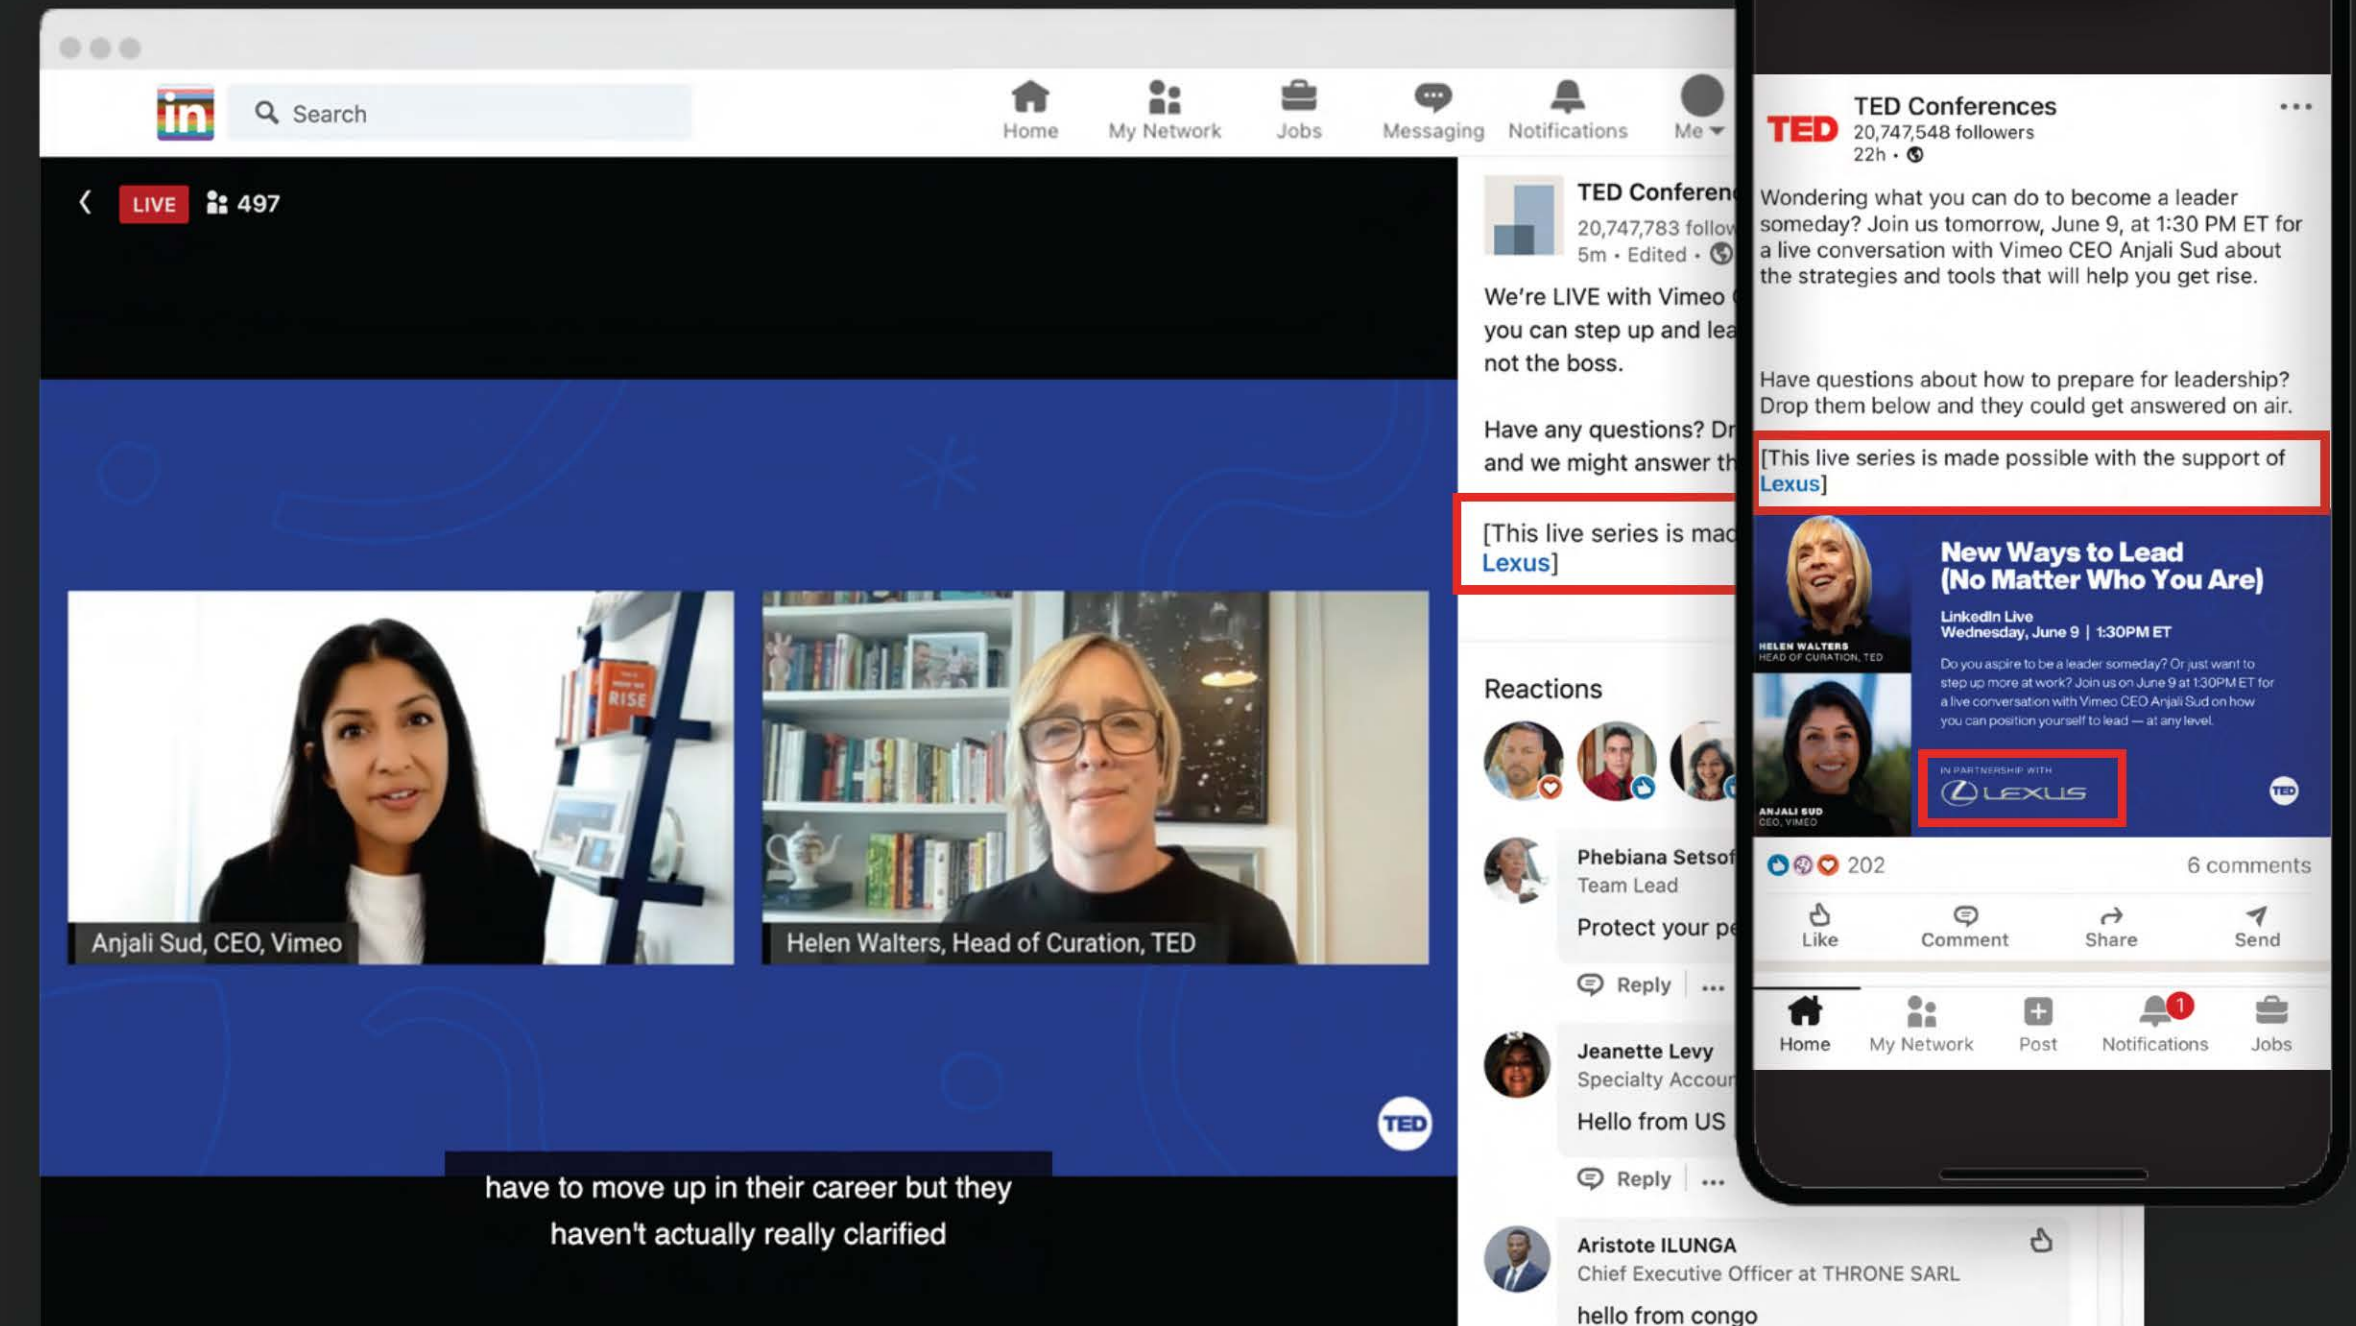 in
Search
Home
My Network
Jobs
Messaging
Notifications
Me
LIVE
497
RISE
Anjali Sud, CEO, Vimeo
Helen Walters, Head of Curation, TED
TED
have to move up in their career but they
haven't actually really clarified
TED
20,747,783
5m • Edited •
We're LIVE with Vimeo
you can step up and
not the boss.
Have any questions?
and we might answer
[This live series is
Lexus]
Reactions
Phebiana
Team Lead
Protect your
Reply
...
Jeanette Levy
Specialty
Hello from US
Reply
...
Aristote ILUNGA
Chief Executive Officer at THRONE SARL
hello from congo
TED
TED Conferences
...
20,747,548 followers
22h •
Wondering what you can do to become a leader
someday? Join us tomorrow, June 9, at 1:30 PM ET for
a live conversation with Vimeo CEO Anjali Sud about
the strategies and tools that will help you get rise.
Have questions about how to prepare for leadership?
Drop them below and they could get answered on air.
[This live series is made possible with the support of
Lexus]
HELEN WALTERS
HEAD OF CURATION, TED
ANJALI SUD
CEO, VIMEO
New Ways to Lead
(No Matter Who You Are)
LinkedIn Live
Wednesday, June 9 | 1:30PM ET
Do you aspire to be a leader someday? Or just want to
step up more at work? Join us on June 9 at 1:30PM ET for
a live conversation with Vimeo CEO Anjali Sud on how
you can position yourself to lead — at any level.
IN PARTNERSHIP WITH
LEXUS
TED
202
6 comments
Like
Comment
Share
Send
Home
My Network
Post
1
Notifications
Jobs